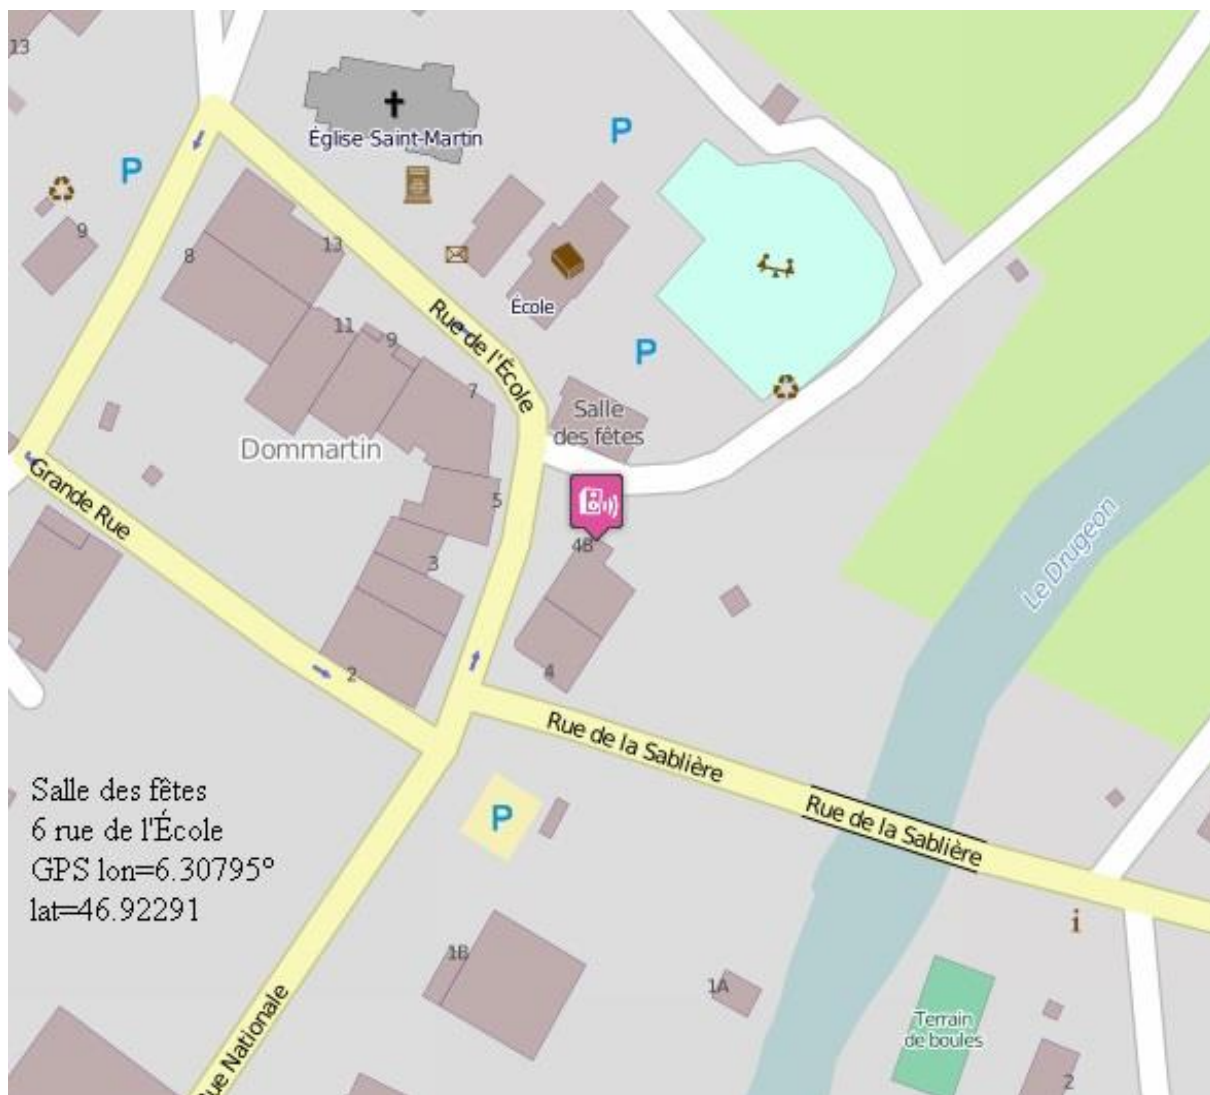 13
P
P
Église Saint-Martin
9
8
13
École
Rue de l'École
11
9
P
7
Salle
des fêtes
Dommartin
Grande Rue
5
4B
3
Le Drugeon
2
4
Rue de la Sablière
Salle des fêtes
6 rue de l'École
GPS lon=6.30795°
lat=46.92291
P
Rue de la Sablière
i
1B
1A
Rue Nationale
Terrain
de boules
2